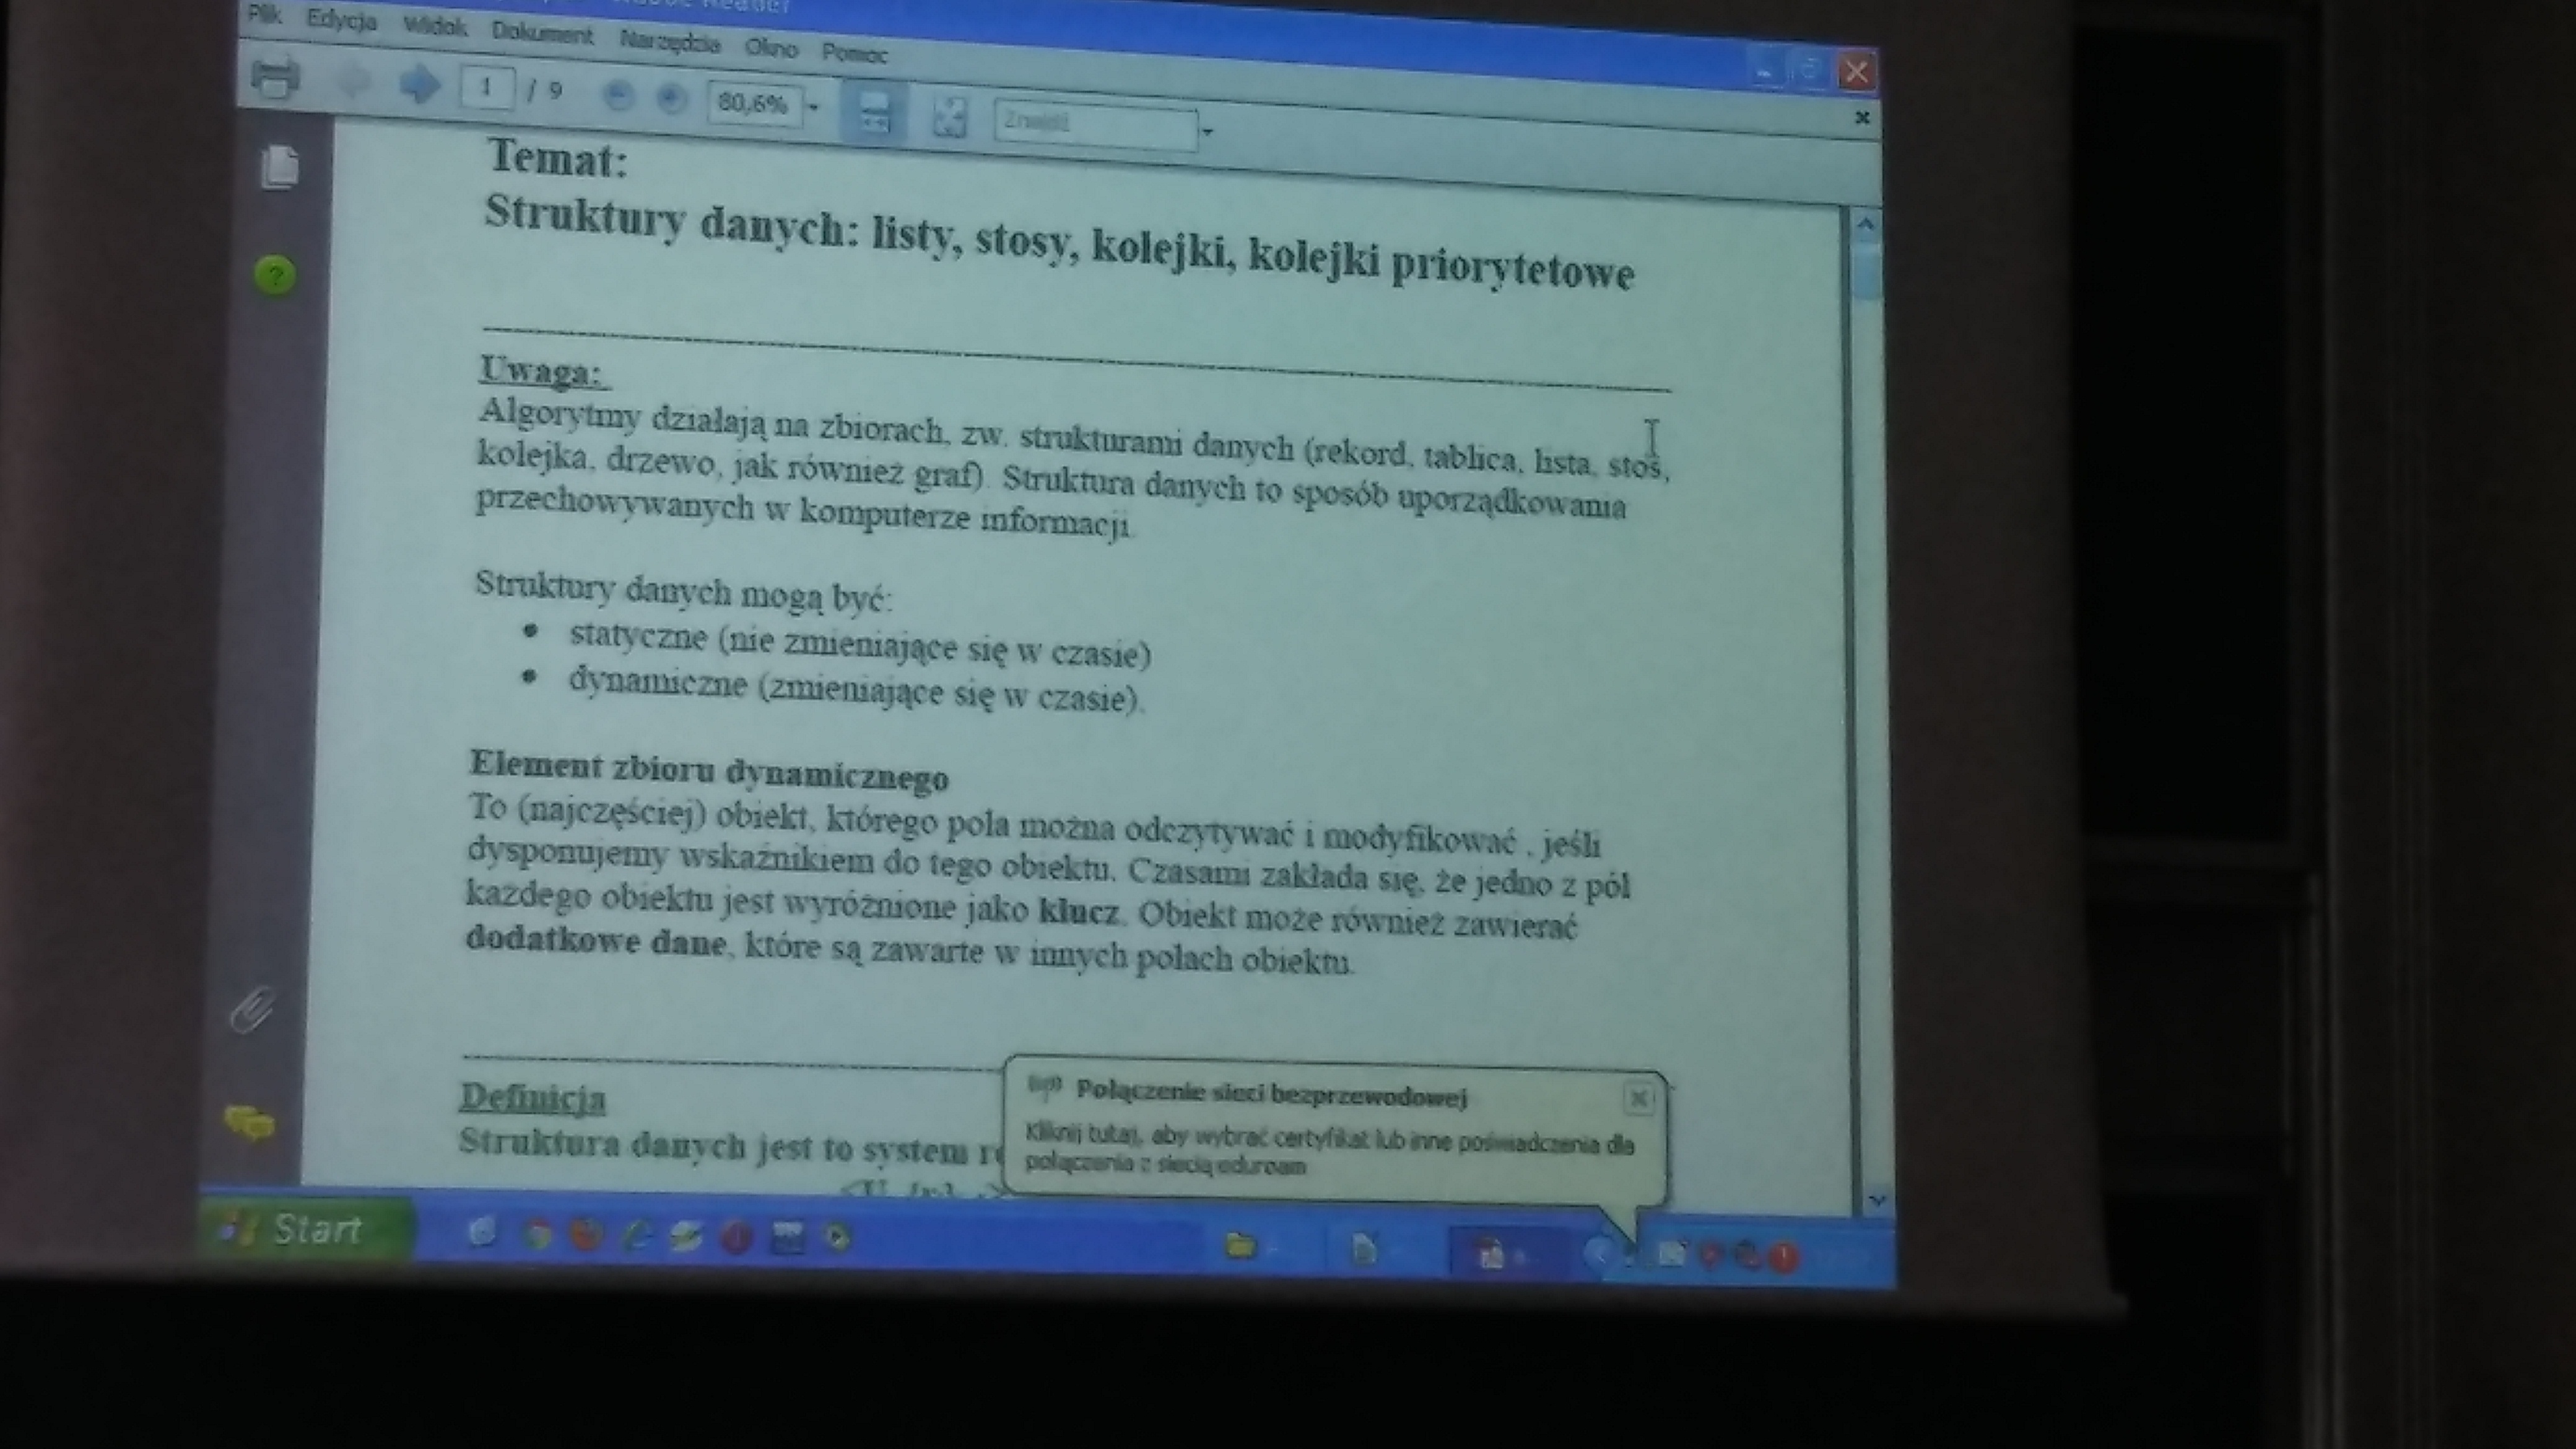 Reader
Plik Edycja Widok Dokument Narzędzia Okno Pomoc
1 / 9 80,6% Znajdź
Temat:
Struktury danych: listy, stosy, kolejki, kolejki priorytetowe
Uwaga:
Algorytmy działają na zbiorach, zw. strukturami danych (rekord, tablica, lista, stos,
kolejka, drzewo, jak również graf). Struktura danych to sposób uporządkowania
przechowywanych w komputerze informacji.
Struktury danych mogą być:
• statyczne (nie zmieniające się w czasie)
• dynamiczne (zmieniające się w czasie).
Element zbioru dynamicznego
To (najczęściej) obiekt, którego pola można odczytywać i modyfikować , jeśli
dysponujemy wskaźnikiem do tego obiektu. Czasami zakłada się, że jedno z pól
każdego obiektu jest wyróżnione jako klucz. Obiekt może również zawierać
dodatkowe dane, które są zawarte w innych polach obiektu.
Definicja
Struktura danych jest to system
Połączenie sieci bezprzewodowej
Kliknij tutaj, aby wybrać certyfikat lub inne poświadczenia dla
połączenia z siecią eduroam
Start